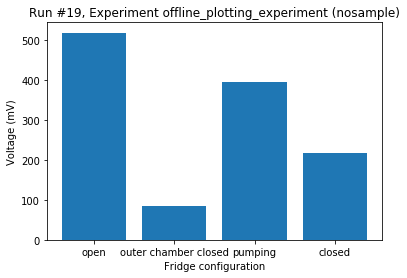 Run #19, Experiment offline_plotting_experiment (nosample)
500
400
300
200
100
0
Voltage (mV)
open outer chamber closed pumping closed
Fridge configuration